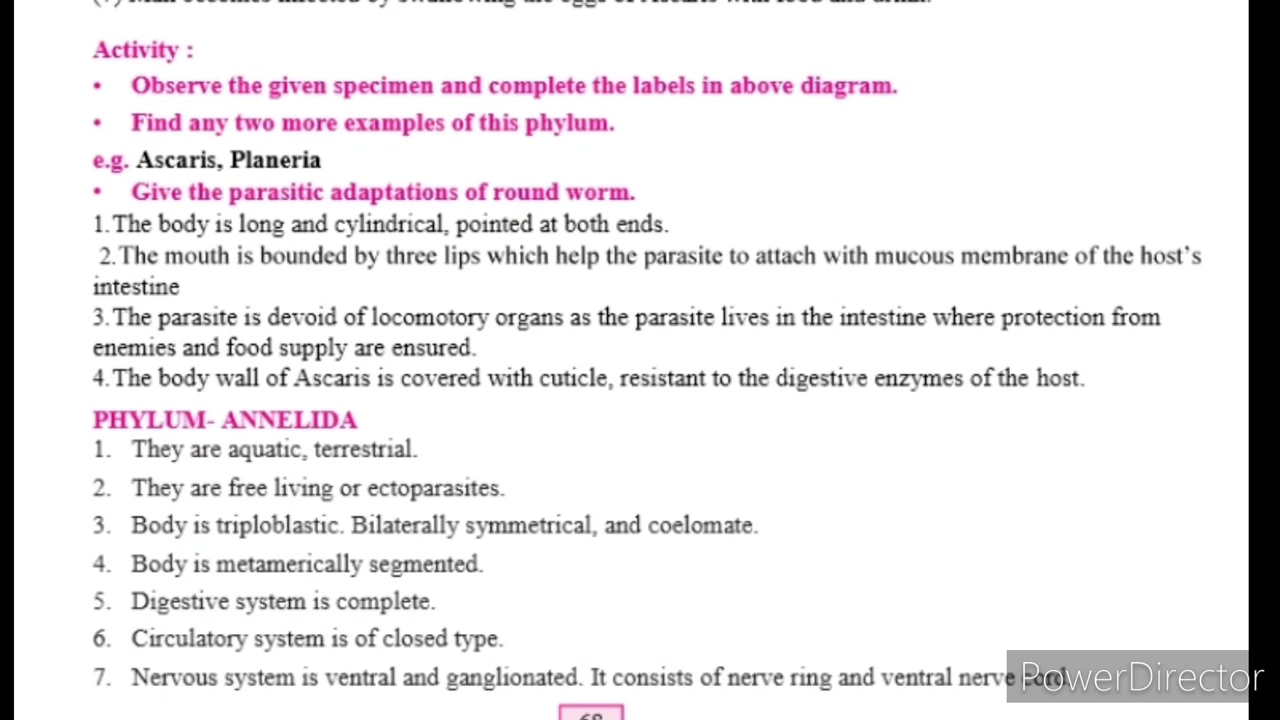 Activity :
• Observe the given specimen and complete the labels in above diagram.
• Find any two more examples of this phylum.
e.g. Ascaris, Planeria
• Give the parasitic adaptations of round worm.
1.The body is long and cylindrical, pointed at both ends.
2.The mouth is bounded by three lips which help the parasite to attach with mucous membrane of the host's
intestine
3.The parasite is devoid of locomotory organs as the parasite lives in the intestine where protection from
enemies and food supply are ensured.
4.The body wall of Ascaris is covered with cuticle, resistant to the digestive enzymes of the host.
PHYLUM- ANNELIDA
1. They are aquatic, terrestrial.
2. They are free living or ectoparasites.
3. Body is triploblastic. Bilaterally symmetrical, and coelomate.
4. Body is metamerically segmented.
5. Digestive system is complete.
6. Circulatory system is of closed type.
7. Nervous system is ventral and ganglionated. It consists of nerve ring and ventral nerve
PowerDirector